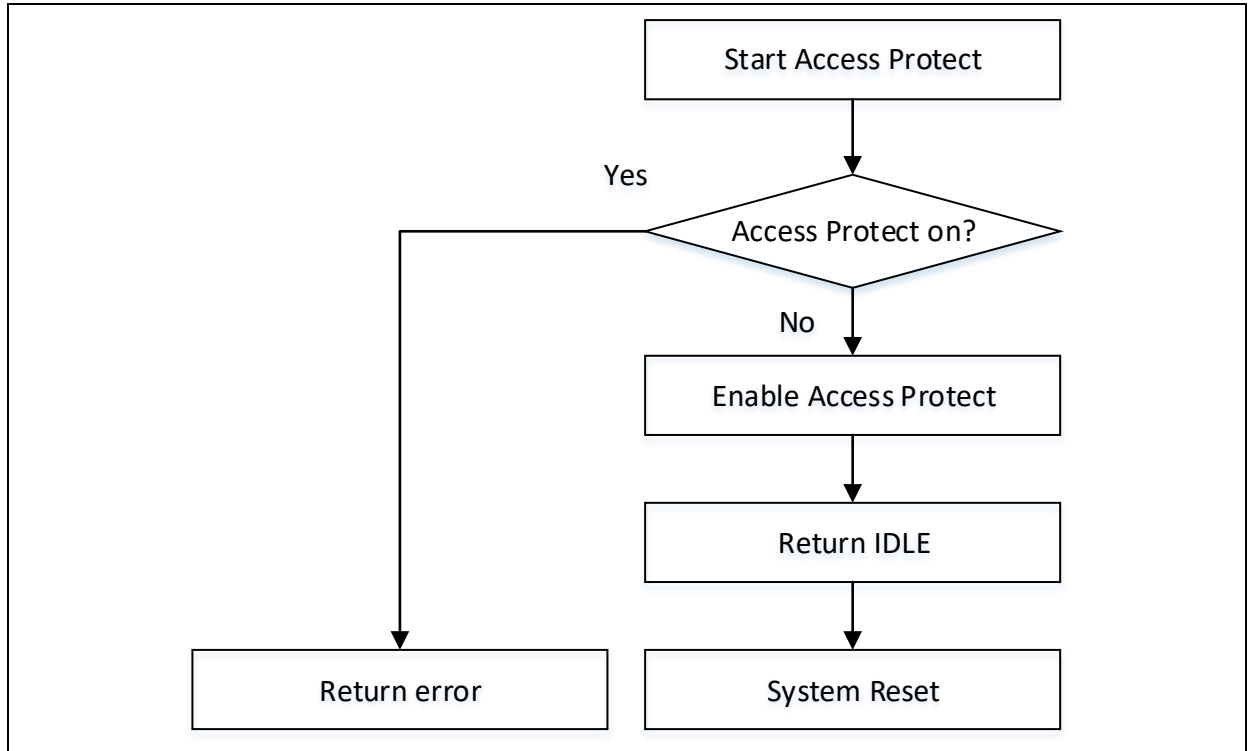 Start Access Protect
Yes
Access Protect on?
No
Enable Access Protect
Return IDLE
Return error
System Reset